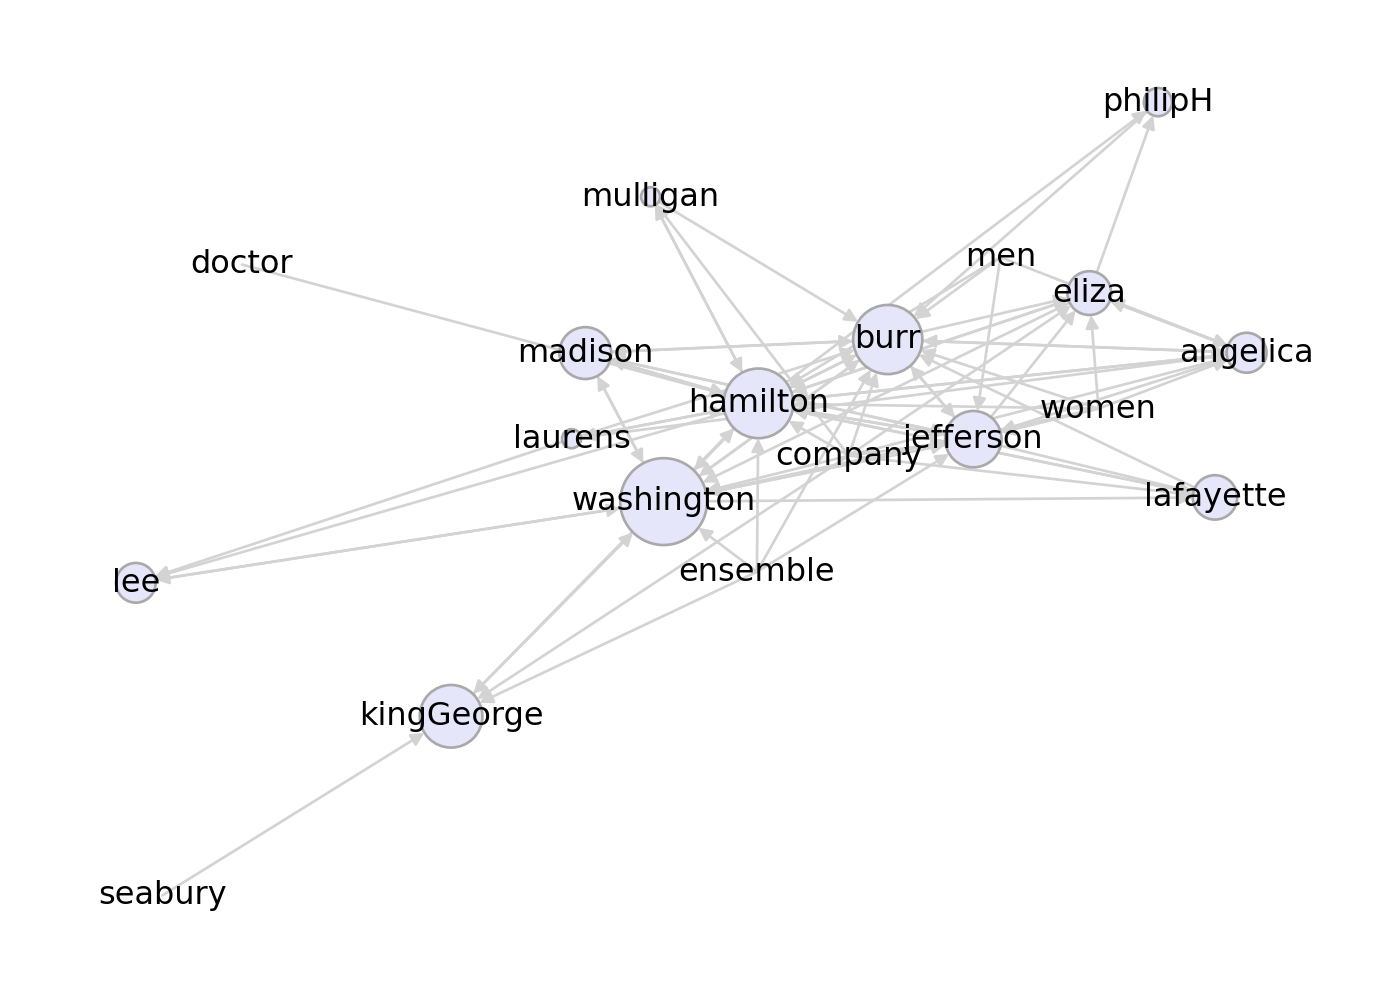 philipH
mulligan
men
doctor
eliza
burr
madison
angelica
hamilton
women
laurens
jefferson
company
washington
lafayette
ensemble
lee
kingGeorge
seabury